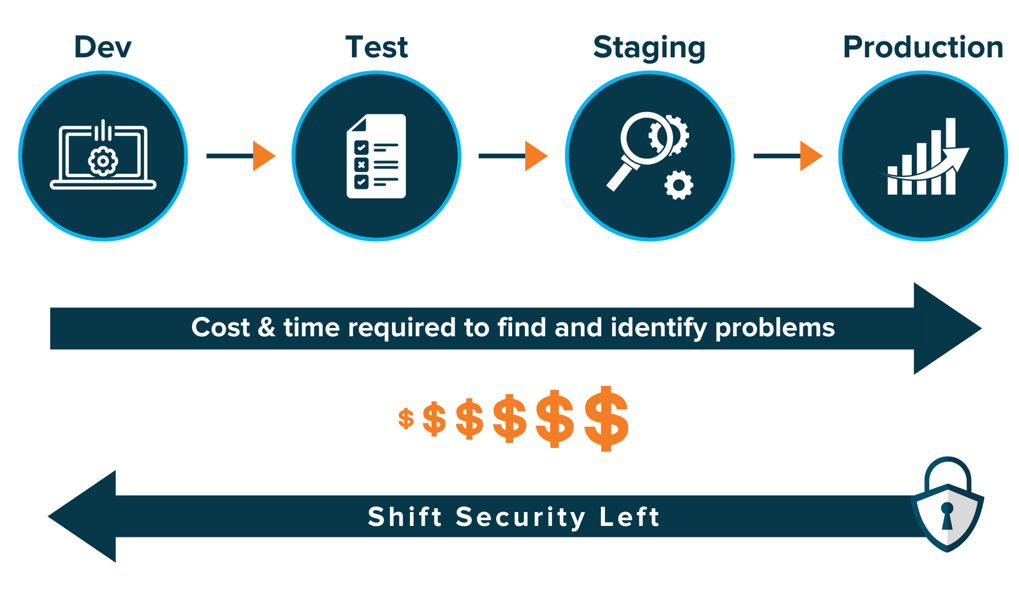 Dev
Test
Staging
Production
Cost & time required to find and identify problems
$ $ $ $ $ $
Shift Security Left